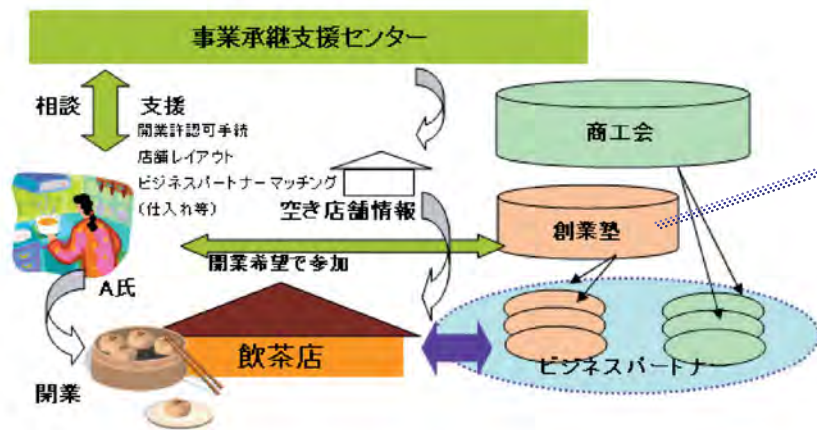 事業承継支援センター
相談
支援
開業許認可手続
店舗レイアウト
ビジネスパートナーマッチング
(仕入れ等)
空き店舗情報
商工会
創業塾
開業希望で参加
A氏
飲茶店
開業
ビジネスパートナー